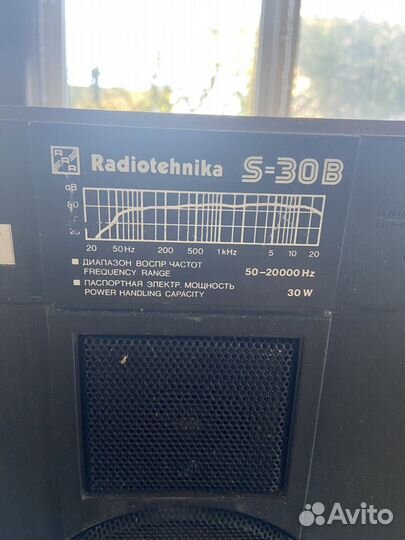 RRR Radiotehnika S-30B
dB
80
20 50Hz 200 500 1kHz 5 10 20
■ ДИАПАЗОН ВОСПР. ЧАСТОТ
FREQUENCY RANGE 50-20000 Hz
■ ПАСПОРТНАЯ ЭЛЕКТР. МОЩНОСТЬ
POWER HANDLING CAPACITY 30 W
Avito